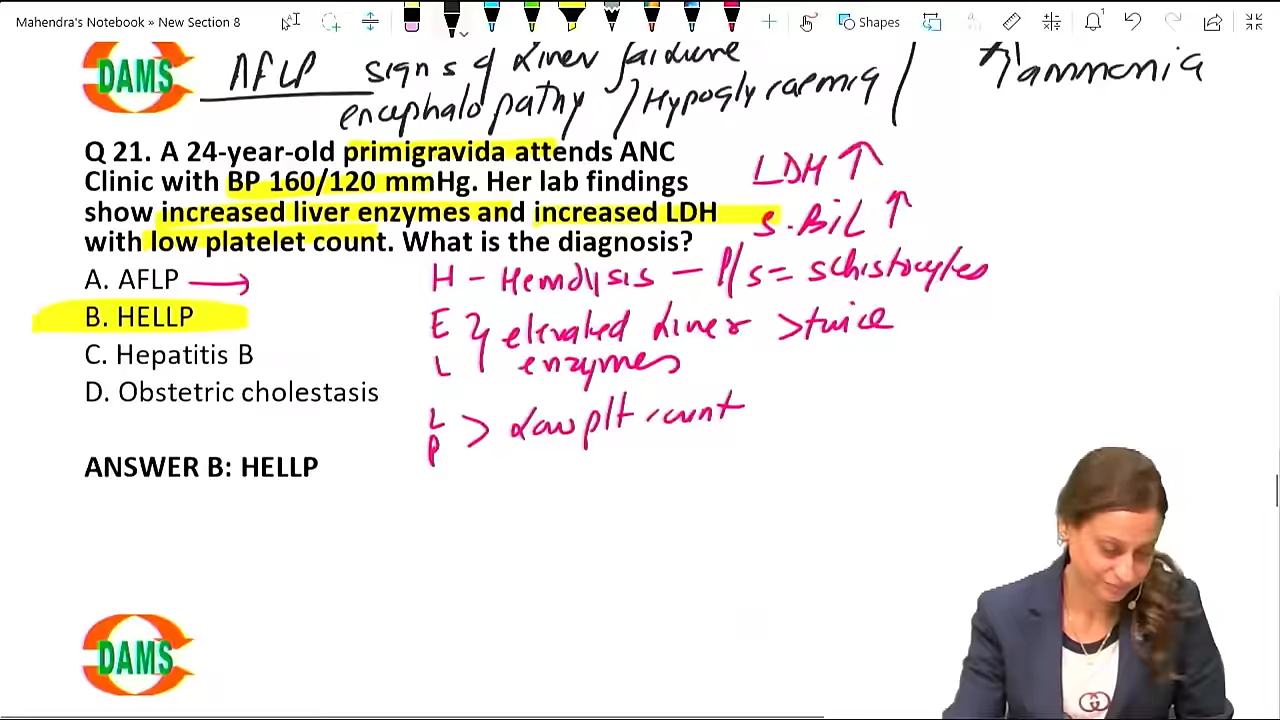 Mahendra's Notebook » New Section 8
Shapes
DAMS
AFLP signs of Liver failure
encephalopathy / Hypoglycaemia /
↑ammonia
Q 21. A 24-year-old primigravida attends ANC
Clinic with BP 160/120 mmHg. Her lab findings
show increased liver enzymes and increased LDH
with low platelet count. What is the diagnosis?
LDH ↑
S.BiL ↑
A. AFLP →
B. HELLP
C. Hepatitis B
D. Obstetric cholestasis
H - Hemolysis - P/s = schistocytes
E } elevated Liver > twice
L enzymes
L > Low plt count
P
ANSWER B: HELLP
DAMS